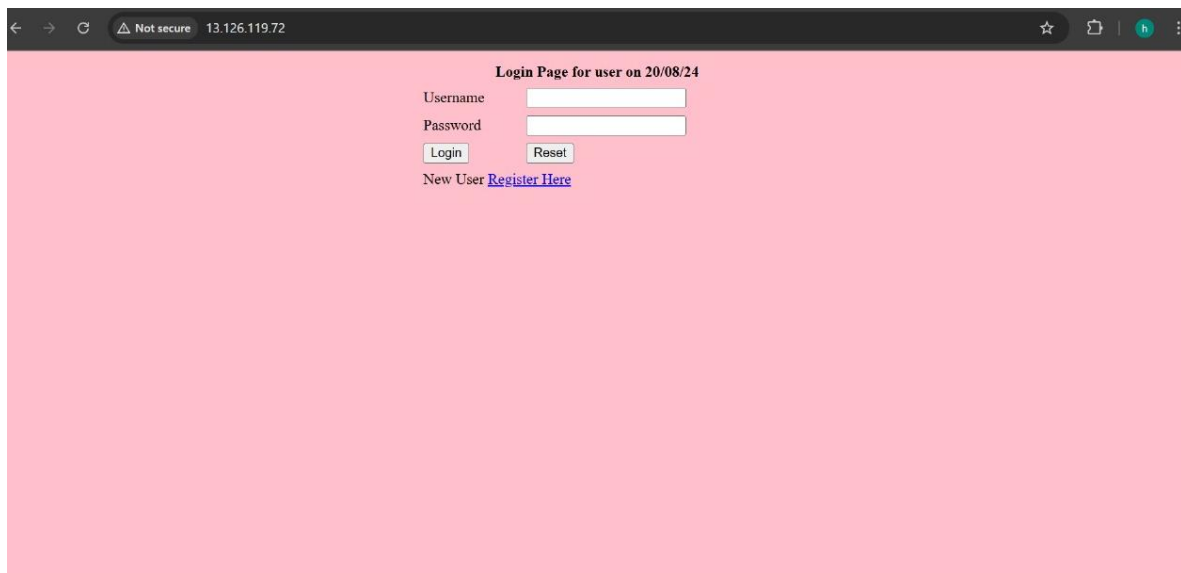 Not secure 13.126.119.72
h
Login Page for user on 20/08/24
Username
Password
Login Reset
New User Register Here